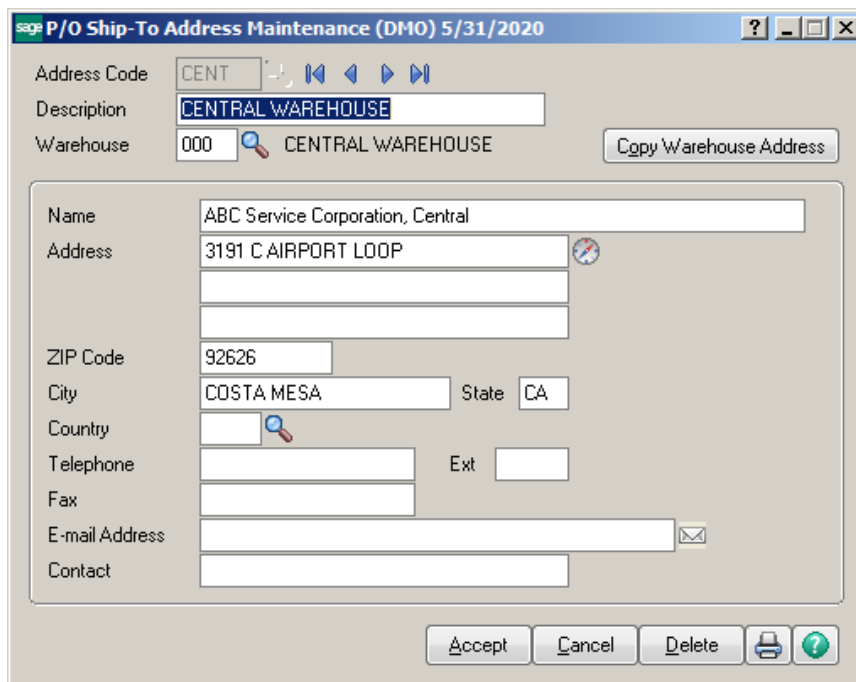 sage P/O Ship-To Address Maintenance (DMO) 5/31/2020 ?
Address Code CENT
Description CENTRAL WAREHOUSE
Warehouse 000 CENTRAL WAREHOUSE Copy Warehouse Address
Name ABC Service Corporation, Central
Address 3191 C AIRPORT LOOP
ZIP Code 92626
City COSTA MESA State CA
Country
Telephone Ext
Fax
E-mail Address
Contact
Accept Cancel Delete ?